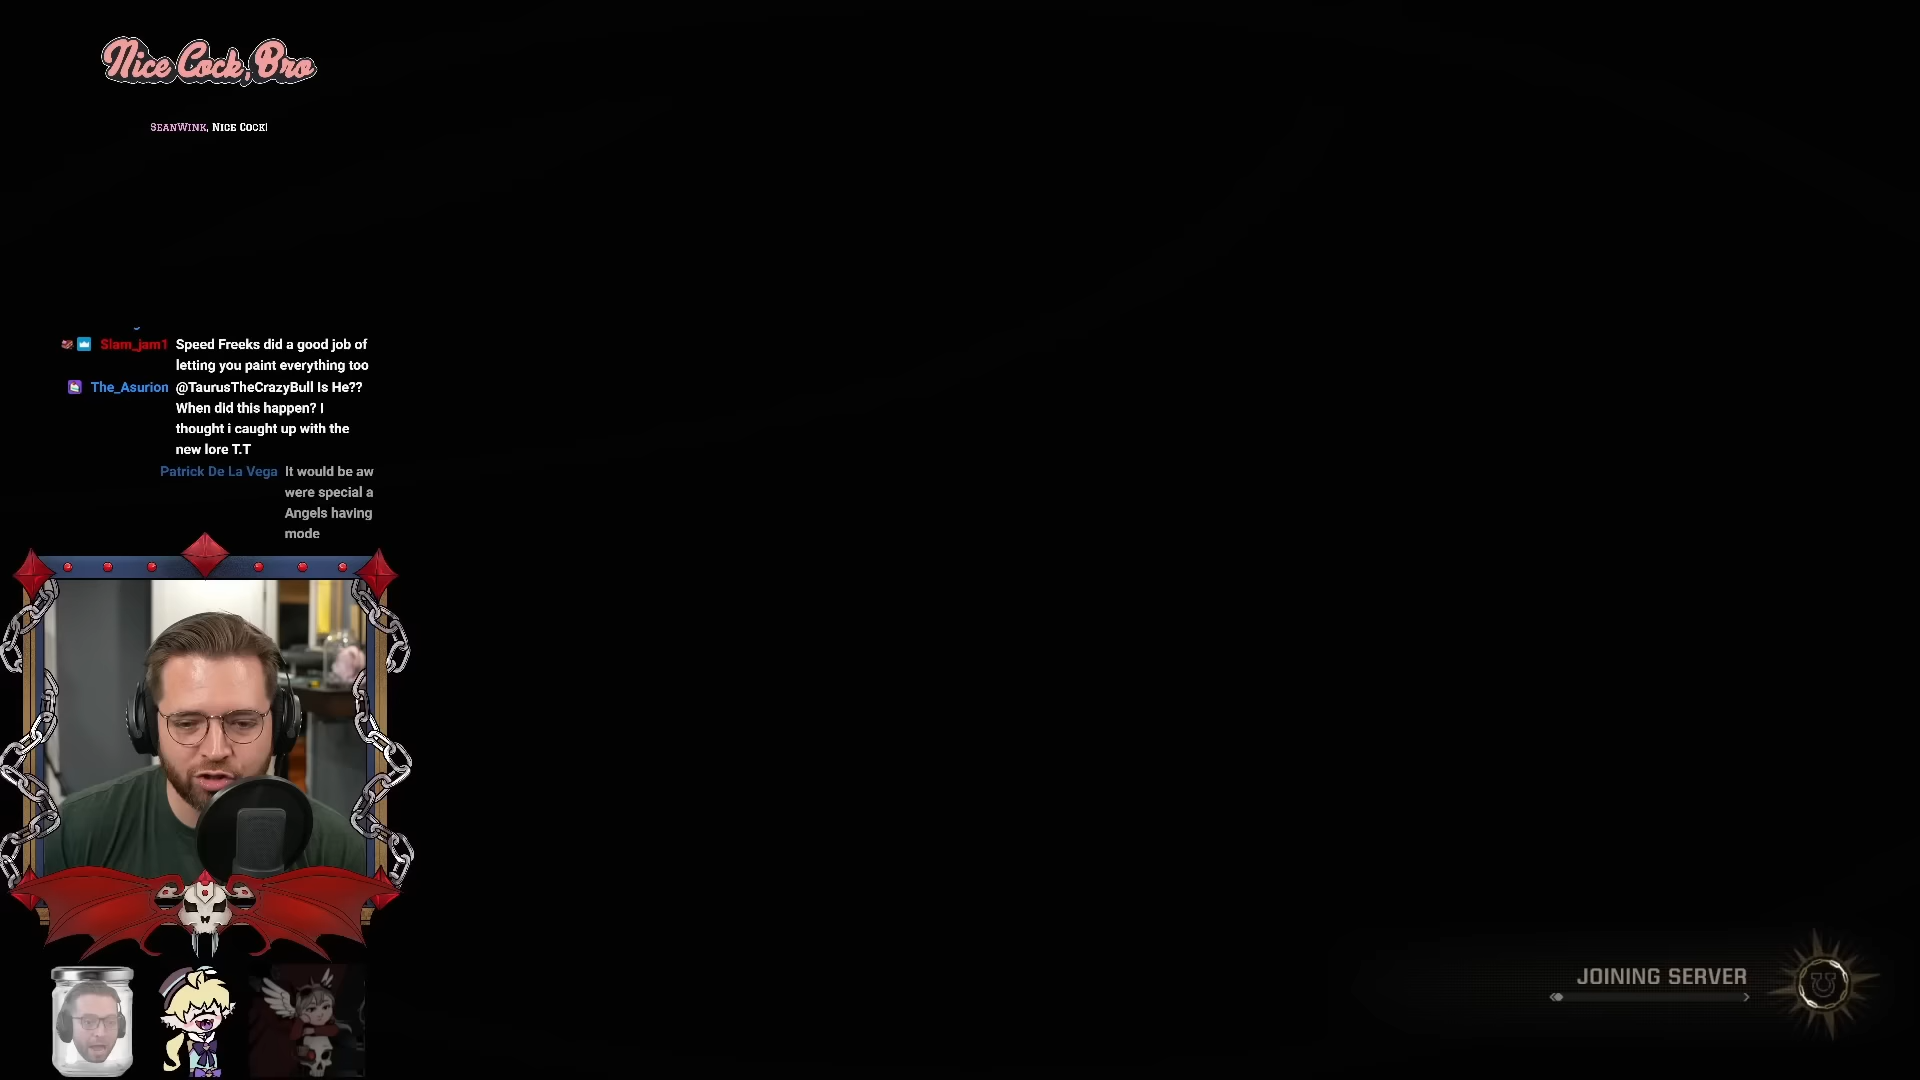 Nice Cock, Bro
SeanWink, Nice Cock!
Slam_jam1 Speed Freeks did a good job of
letting you paint everything too
The_Asurion @TaurusTheCrazyBull Is He??
When did this happen? I
thought i caught up with the
new lore T.T
Patrick De La Vega It would be aw
were special a
Angels having
mode
JOINING SERVER